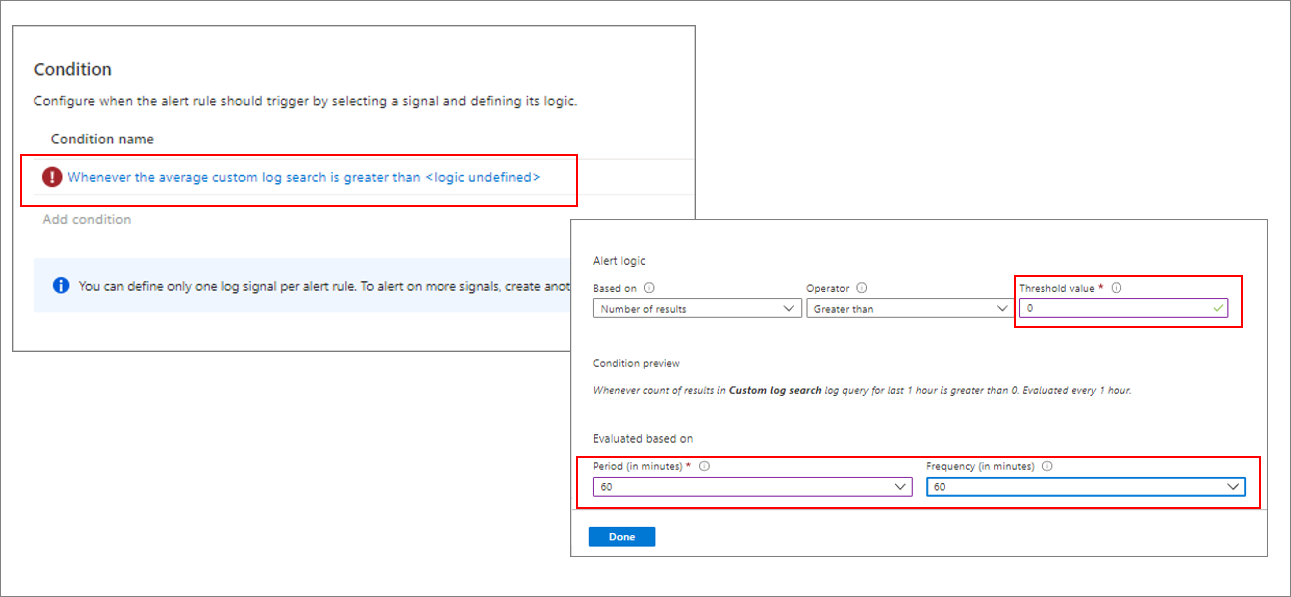 Condition
Configure when the alert rule should trigger by selecting a signal and defining its logic.
Condition name
Whenever the average custom log search is greater than <logic undefined>
Add condition
You can define only one log signal per alert rule. To alert on more signals, create anot
Alert logic
Based on
Operator
Threshold value *
Number of results
Greater than
0
Condition preview
Whenever count of results in Custom log search log query for last 1 hour is greater than 0. Evaluated every 1 hour.
Evaluated based on
Period (in minutes) *
Frequency (in minutes)
60
60
Done